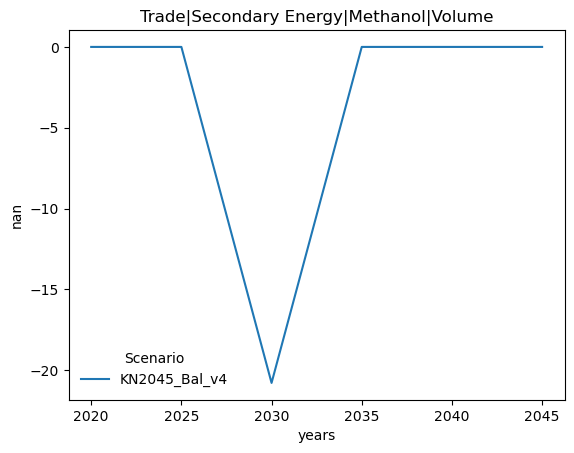 Trade|Secondary Energy|Methanol|Volume
0
−5
−10
−15
−20
nan
Scenario
KN2045_Bal_v4
2020 2025 2030 2035 2040 2045
years